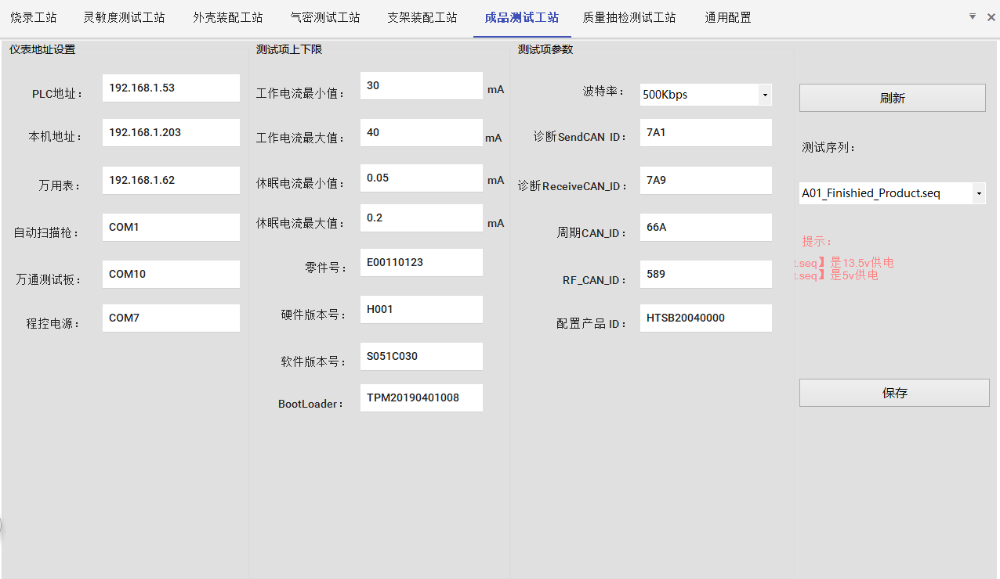 烧录工站 灵敏度测试工站 外壳装配工站 气密测试工站 支架装配工站 成品测试工站 质量抽检测试工站 通用配置
仪表地址设置
PLC地址： 192.168.1.53
本机地址： 192.168.1.203
万用表： 192.168.1.62
自动扫描枪： COM1
万通测试板： COM10
程控电源： COM7
测试项上下限
工作电流最小值： 30 mA
工作电流最大值： 40 mA
休眠电流最小值： 0.05 mA
休眠电流最大值： 0.2 mA
零件号： E00110123
硬件版本号： H001
软件版本号： S051C030
BootLoader： TPM20190401008
测试项参数
波特率： 500Kbps
诊断SendCAN_ID： 7A1
诊断ReceiveCAN_ID： 7A9
周期CAN_ID： 66A
RF_CAN_ID： 589
配置产品 ID： HTSB20040000
刷新
测试序列：
A01_Finishied_Product.seq
提示：
t.seq】是13.5v供电
t.seq】是5v供电
保存